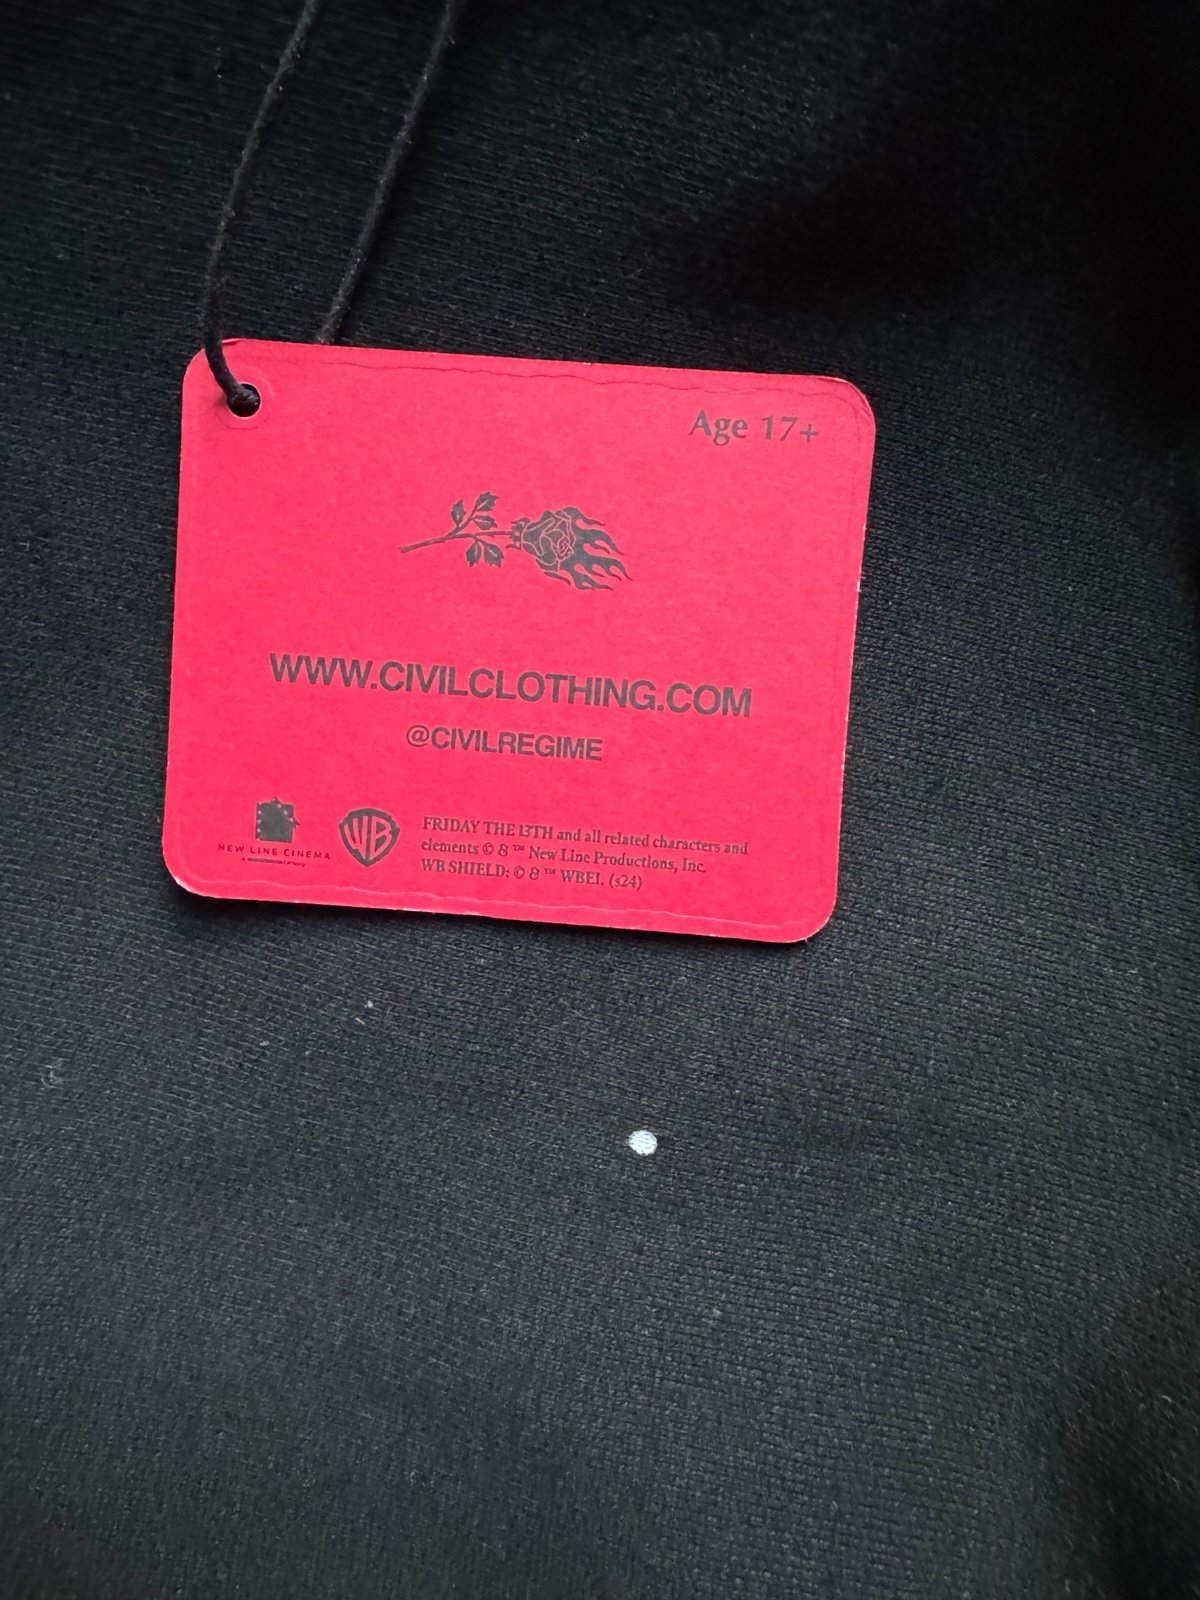 Age 17+
WWW.CIVILCLOTHING.COM
@CIVILREGIME
NEW LINE CINEMA
WB
FRIDAY THE 13TH and all related characters and
elements © & ™ New Line Productions, Inc.
WB SHIELD: © & ™ WBEI. (s24)